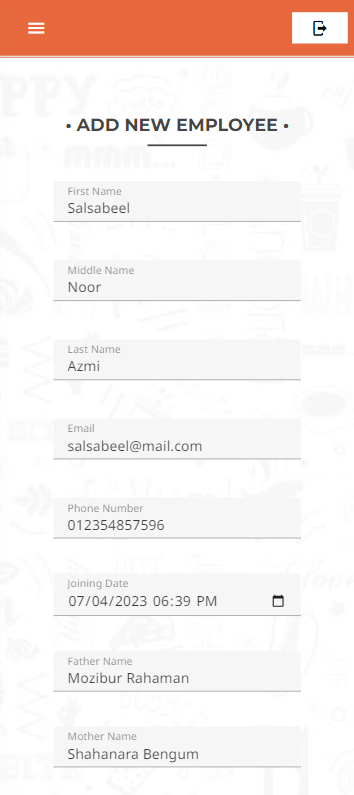 • ADD NEW EMPLOYEE •
First Name
Salsabeel
Middle Name
Noor
Last Name
Azmi
Email
salsabeel@mail.com
Phone Number
012354857596
Joining Date
07/04/2023 06:39 PM
Father Name
Mozibur Rahaman
Mother Name
Shahanara Bengum